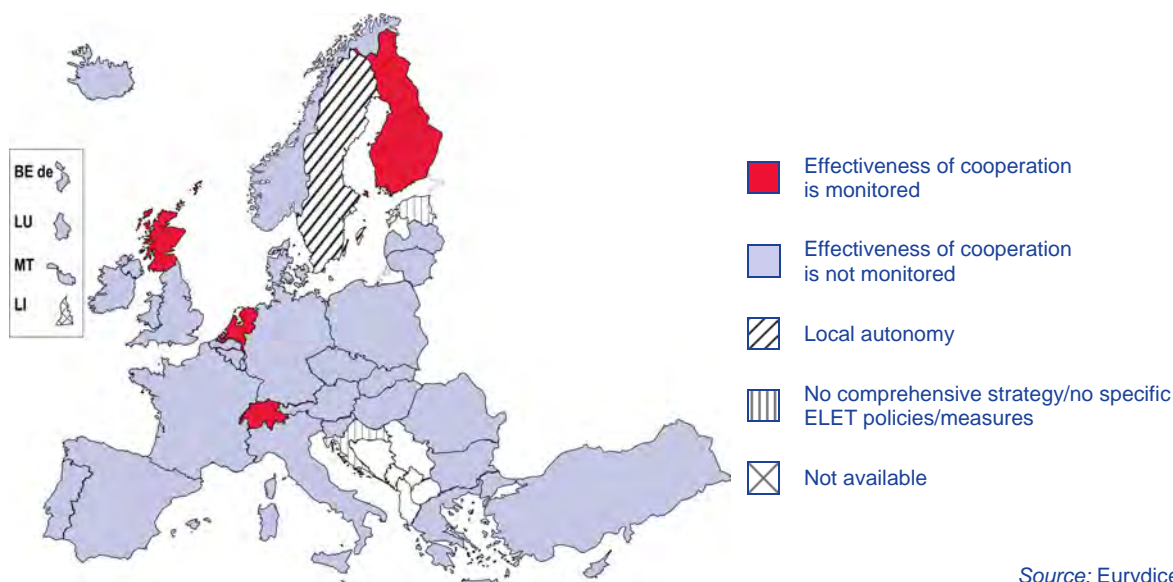 BE de
LU
MT
LI
Effectiveness of cooperation
is monitored
Effectiveness of cooperation
is not monitored
Local autonomy
No comprehensive strategy/no specific
ELET policies/measures
Not available
Source: Eurydice